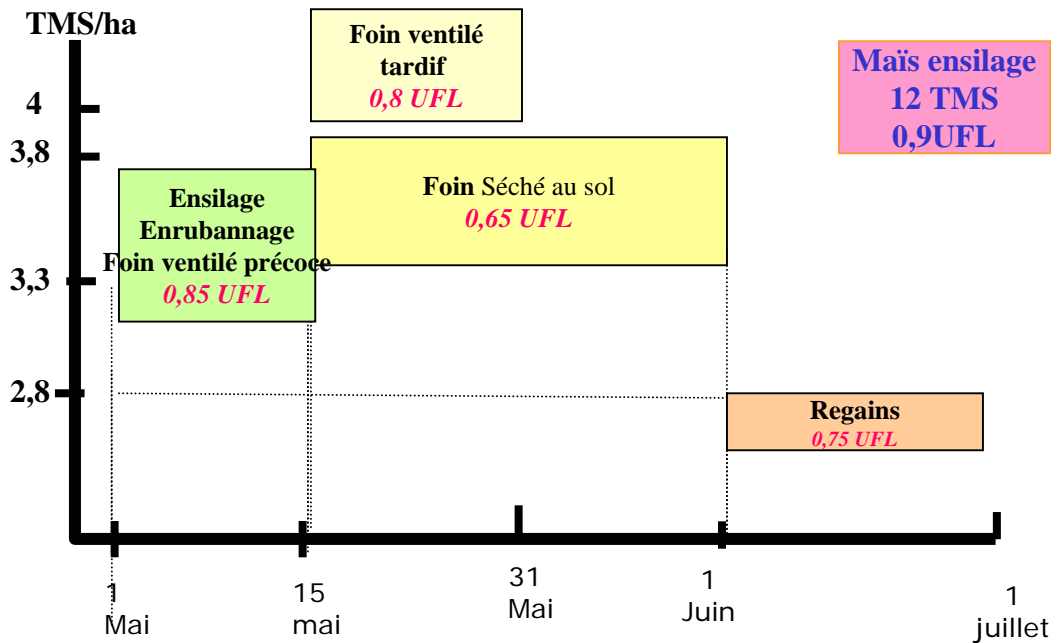 TMS/ha
4
3,8
3,3
2,8
Foin ventilé
tardif
0,8 UFL
Maïs ensilage
12 TMS
0,9UFL
Ensilage
Enrubannage
Foin ventilé précoce
0,85 UFL
Foin Séché au sol
0,65 UFL
Regains
0,75 UFL
1
Mai
15
mai
31
Mai
1
Juin
1
juillet